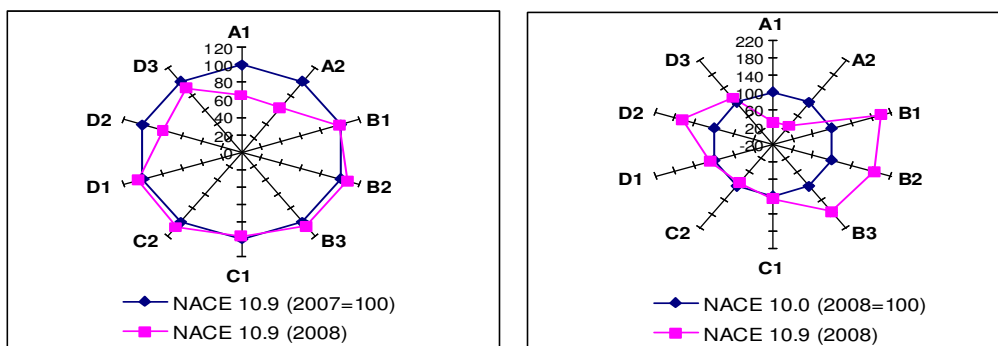 A1
120
D3
100
A2
80
60
D2
40
B1
20
0
D1
B2
C2
B3
C1
NACE 10.9 (2007=100)
NACE 10.9 (2008)
A1
220
D3
180
A2
140
D2
100
B1
60
20
-20
D1
B2
C2
B3
C1
NACE 10.0 (2008=100)
NACE 10.9 (2008)